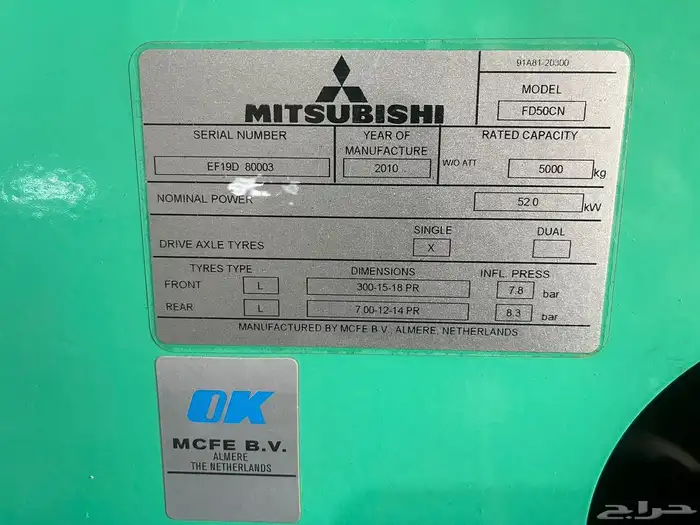 91A81-20300
MITSUBISHI
MODEL
FD50CN
SERIAL NUMBER
EF19D 80003
YEAR OF MANUFACTURE
2010
RATED CAPACITY
W/O ATT 5000 kg
NOMINAL POWER 52.0 kW
SINGLE DUAL
DRIVE AXLE TYRES X
TYRES TYPE DIMENSIONS INFL. PRESS
FRONT L 300-15-18 PR 7.8 bar
REAR L 7.00-12-14 PR 8.3 bar
MANUFACTURED BY MCFE B.V., ALMERE, NETHERLANDS
OK
MCFE B.V.
ALMERE
THE NETHERLANDS
حراج